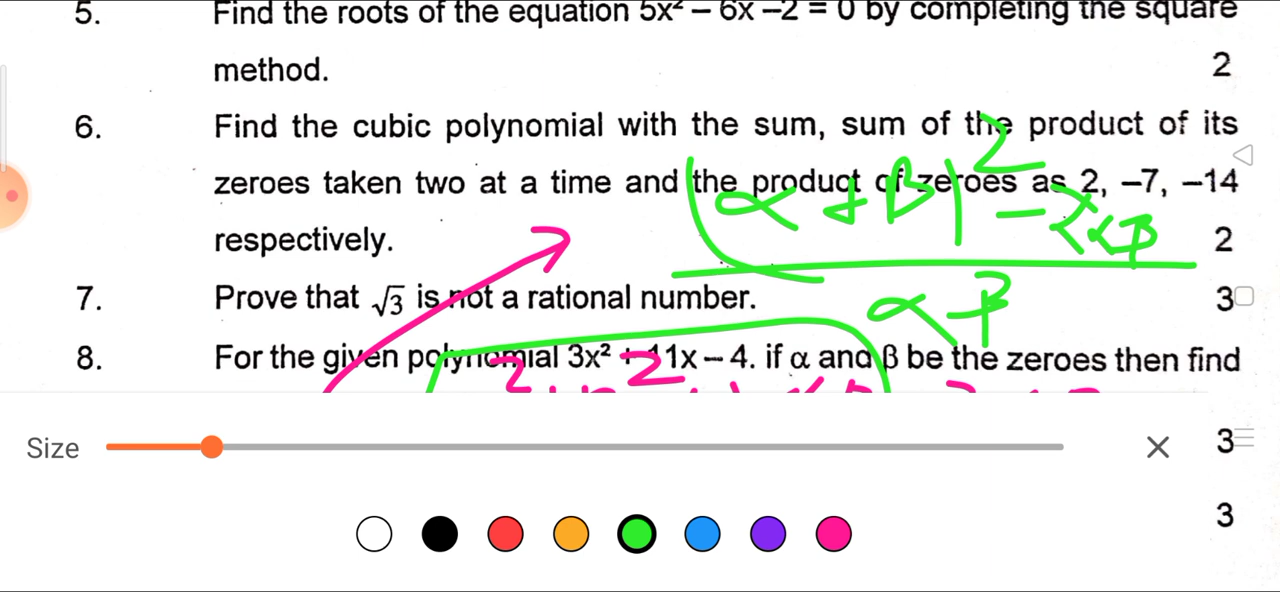 5. Find the roots of the equation 5x² – 6x –2 = 0 by completing the square
method. 2
6. Find the cubic polynomial with the sum, sum of the product of its
zeroes taken two at a time and the product of zeroes as 2, –7, –14
respectively. 2
(α + β)² – 2αβ
αβ
7. Prove that √3 is not a rational number. 3
8. For the given polynomial 3x² + 11x – 4. if α and β be the zeroes then find
Size
3
3